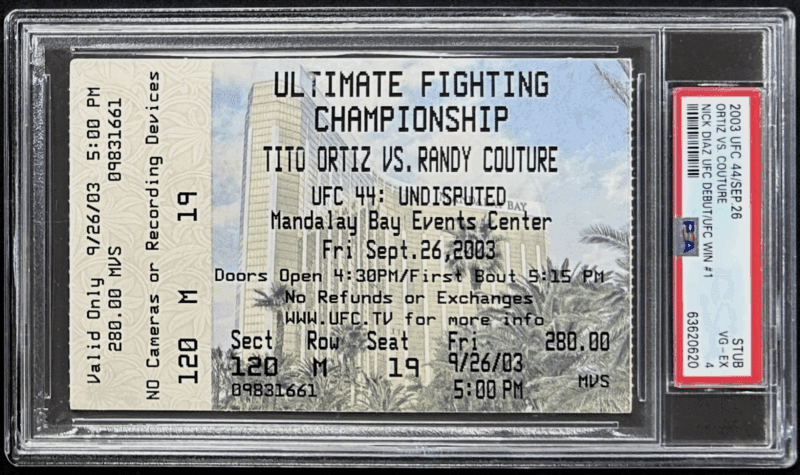 Valid Only 9/26/03 5:00 PM
280.00 MVS 09831661
NO Cameras or Recording Devices
120 M 19
ULTIMATE FIGHTING
CHAMPIONSHIP
TITO ORTIZ VS. RANDY COUTURE
UFC 44: UNDISPUTED
BAY
Mandalay Bay Events Center
Fri Sept.26,2003
Doors Open 4:30PM/First Bout 5:15 PM
No Refunds or Exchanges
WWW.UFC.TV for more info
Sect Row Seat Fri 280.00
120 M 19 9/26/03
09831661 5:00 PM MVS
2003 UFC 44/SEP.26
ORTIZ VS. COUTURE
NICK DIAZ UFC DEBUT/UFC WIN #1
PSA
STUB
VG-EX 4
63620620